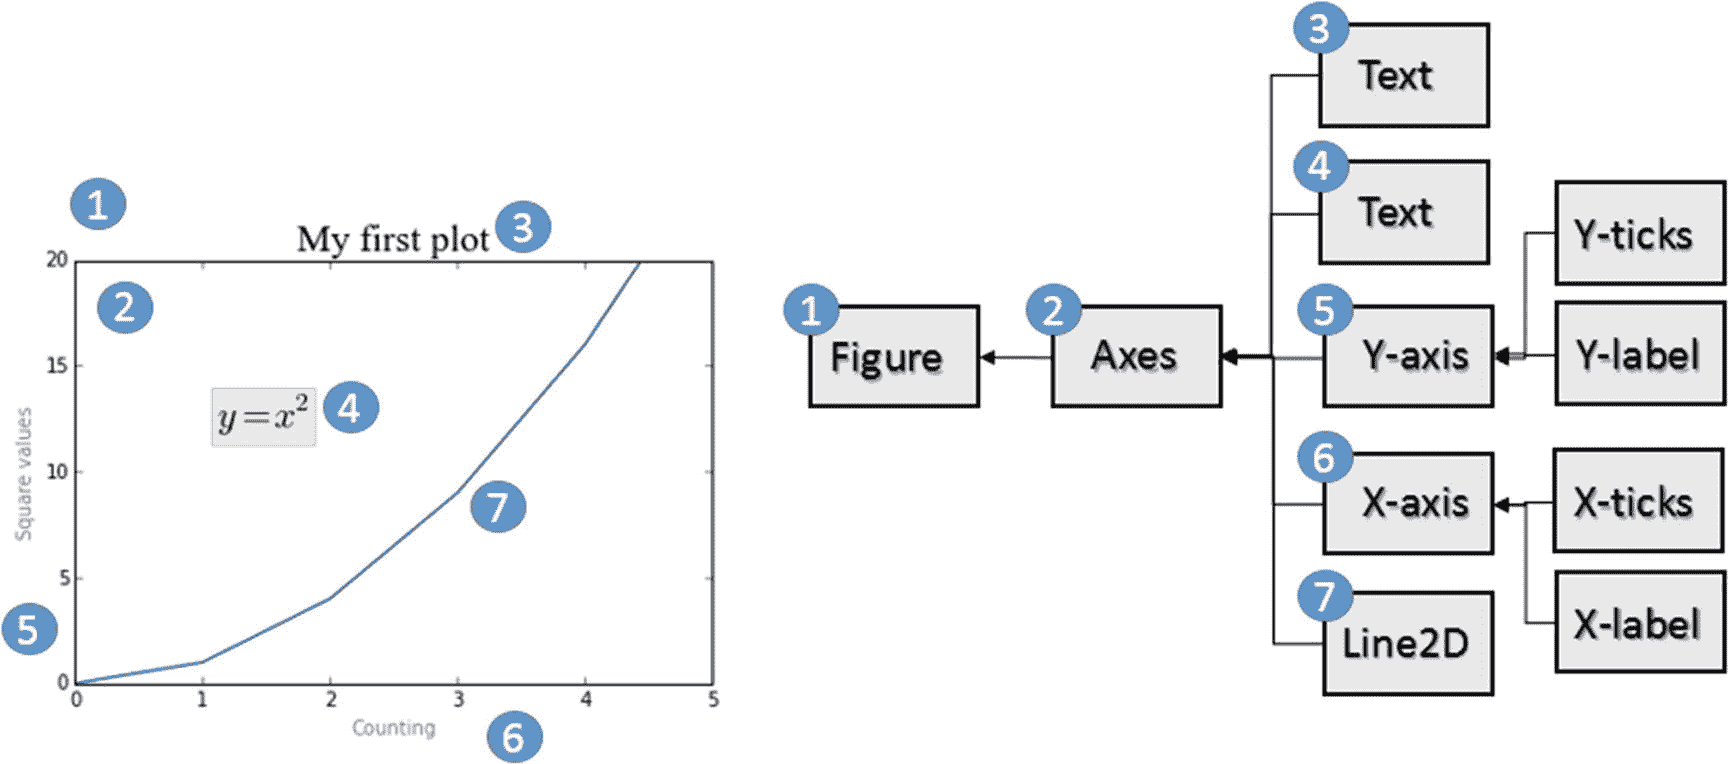 1
My first plot 3
20
2
15
y=x² 4
10
7
Square values
5
5
0
0 1 2 3 4 5
Counting
6
3
Text
4
Text
1
Figure
2
Axes
5
Y-axis
Y-ticks
Y-label
6
X-axis
X-ticks
X-label
7
Line2D